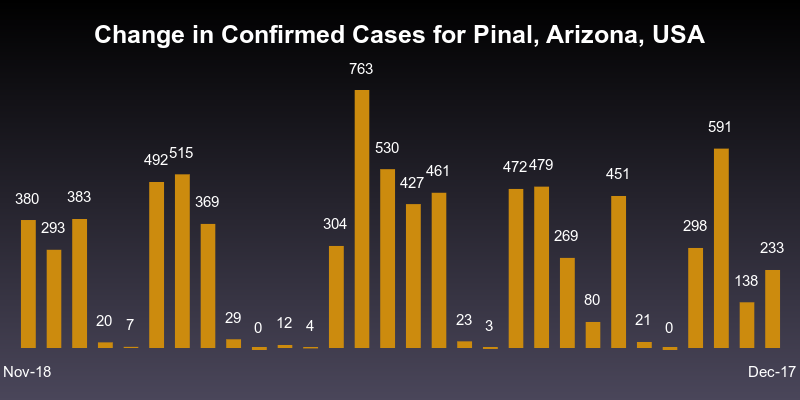 Change in Confirmed Cases for Pinal, Arizona, USA
380 293 383 20 7 492 515 369 29 0 12 4 304 763 530 427 461 23 3 472 479 269 80 451 21 0 298 591 138 233
Nov-18 Dec-17